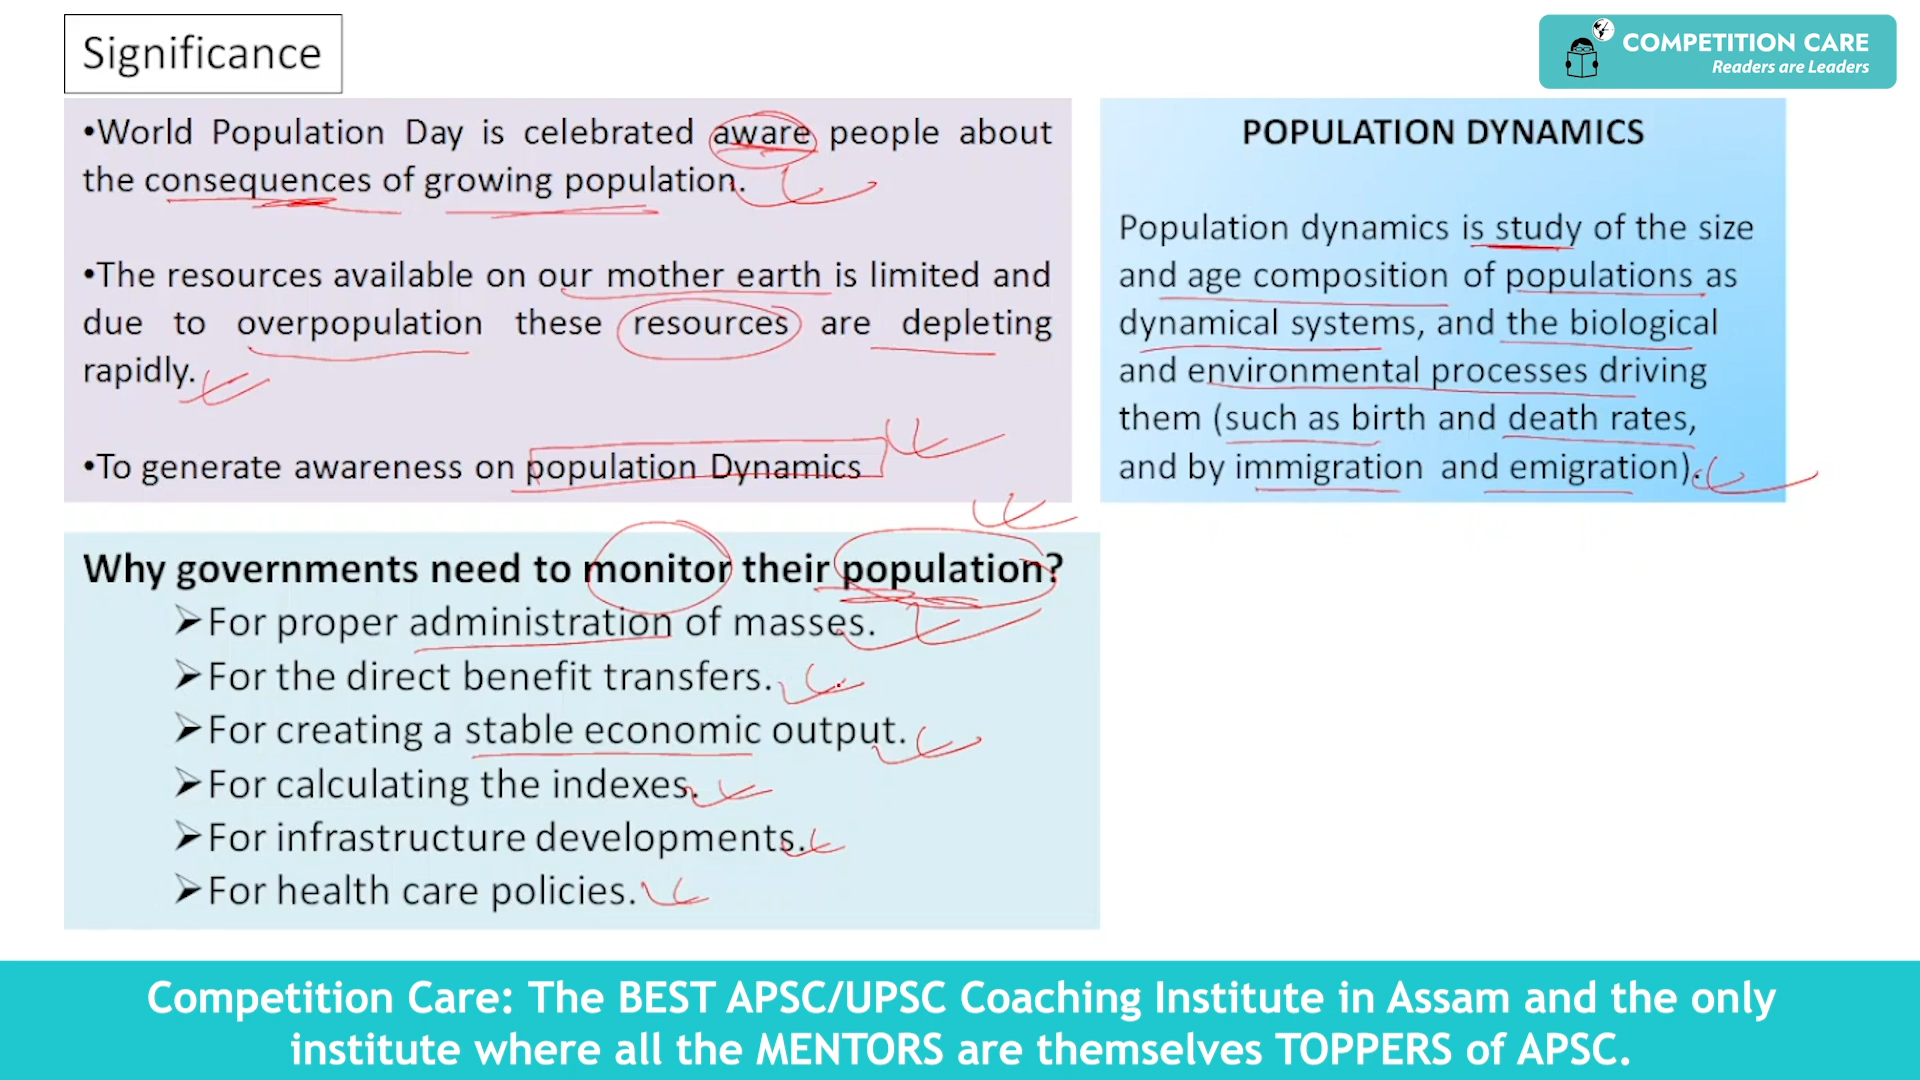 Significance
COMPETITION CARE
Readers are Leaders
•World Population Day is celebrated aware people about
the consequences of growing population.
•The resources available on our mother earth is limited and
due to overpopulation these resources are depleting
rapidly.
•To generate awareness on population Dynamics
POPULATION DYNAMICS
Population dynamics is study of the size
and age composition of populations as
dynamical systems, and the biological
and environmental processes driving
them (such as birth and death rates,
and by immigration and emigration).
Why governments need to monitor their population?
➢For proper administration of masses.
➢For the direct benefit transfers.
➢For creating a stable economic output.
➢For calculating the indexes.
➢For infrastructure developments.
➢For health care policies.
Competition Care: The BEST APSC/UPSC Coaching Institute in Assam and the only
institute where all the MENTORS are themselves TOPPERS of APSC.